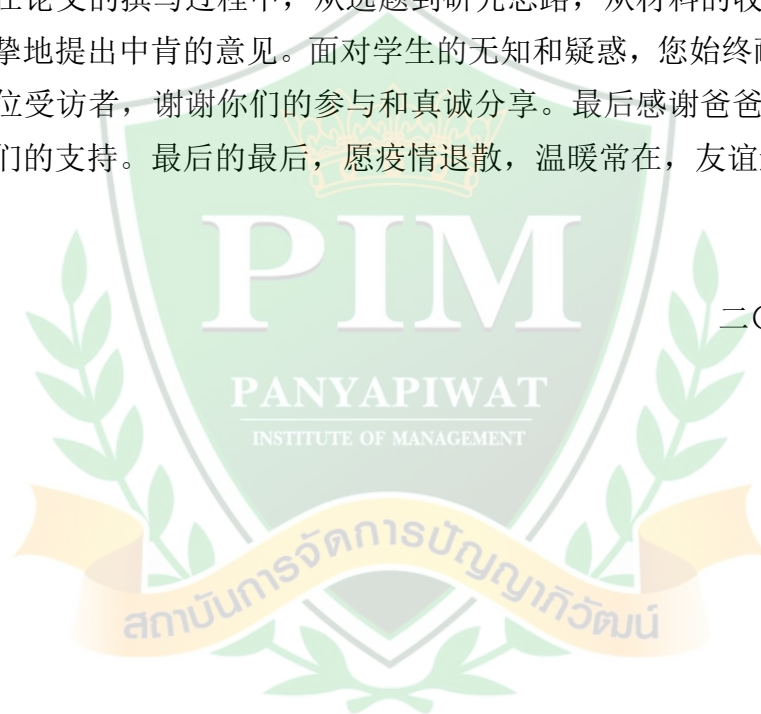 在论文的撰写过程中，从选题到研究思路，从材料的收
挚地提出中肯的意见。面对学生的无知和疑惑，您始终耐
位受访者，谢谢你们的参与和真诚分享。最后感谢爸爸
们的支持。最后的最后，愿疫情退散，温暖常在，友谊
二〇
PIM
PANYAPIWAT
INSTITUTE OF MANAGEMENT
สถาบันการจัดการปัญญาภิวัฒน์